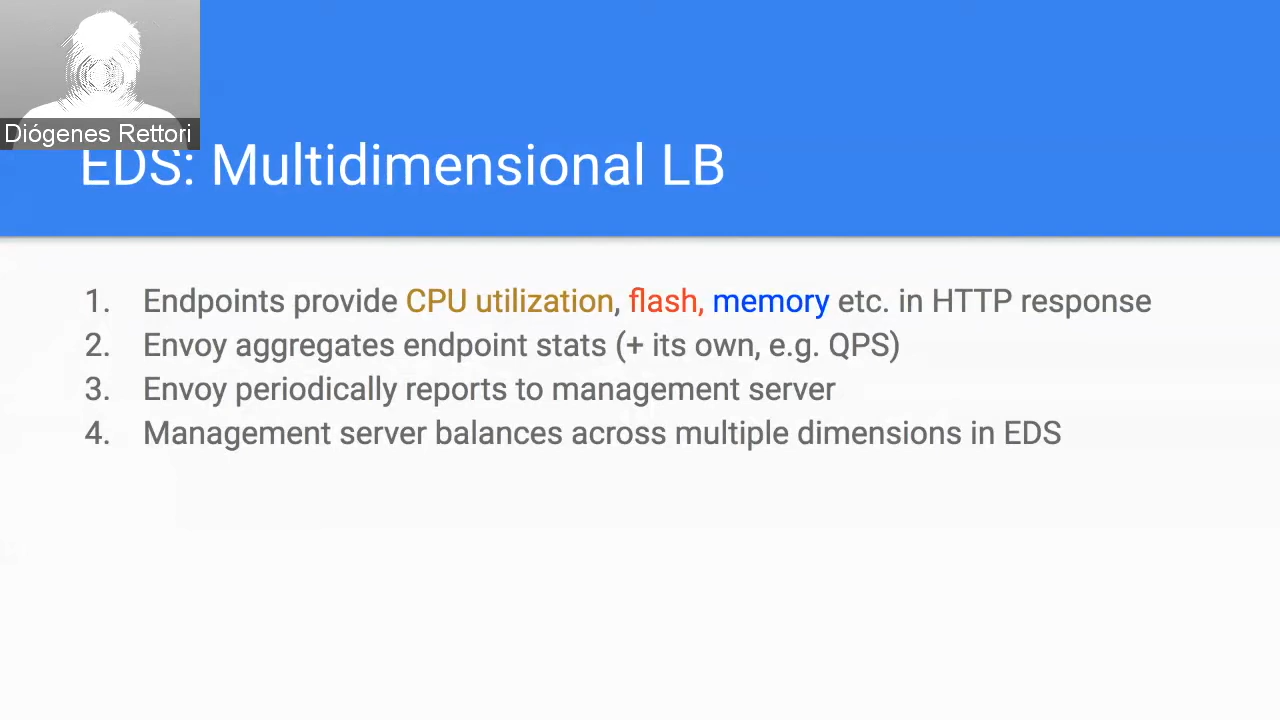 Diógenes Rettori
EDS: Multidimensional LB
1. Endpoints provide CPU utilization, flash, memory etc. in HTTP response
2. Envoy aggregates endpoint stats (+ its own, e.g. QPS)
3. Envoy periodically reports to management server
4. Management server balances across multiple dimensions in EDS